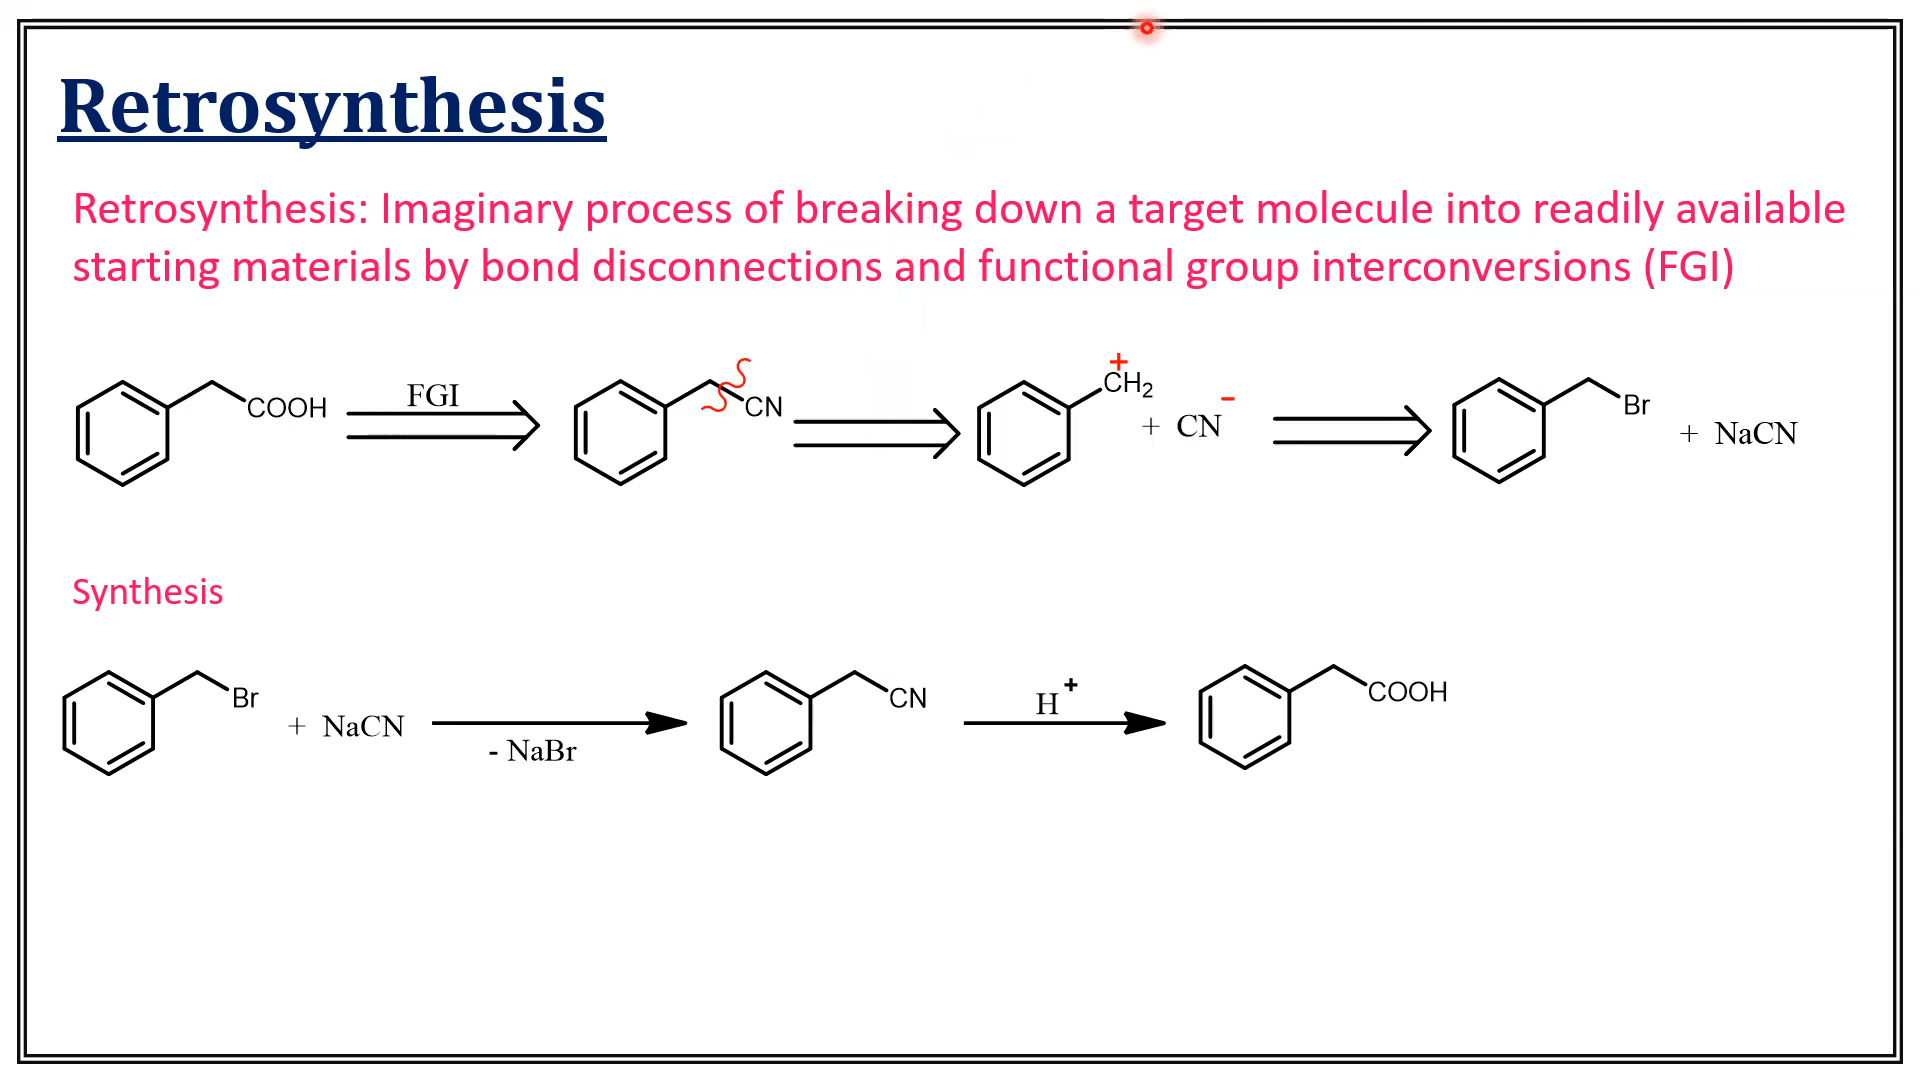 Retrosynthesis
Retrosynthesis: Imaginary process of breaking down a target molecule into readily available
starting materials by bond disconnections and functional group interconversions (FGI)
COOH FGI CN CH2 + + CN - Br + NaCN
Synthesis
Br + NaCN - NaBr CN H+ COOH